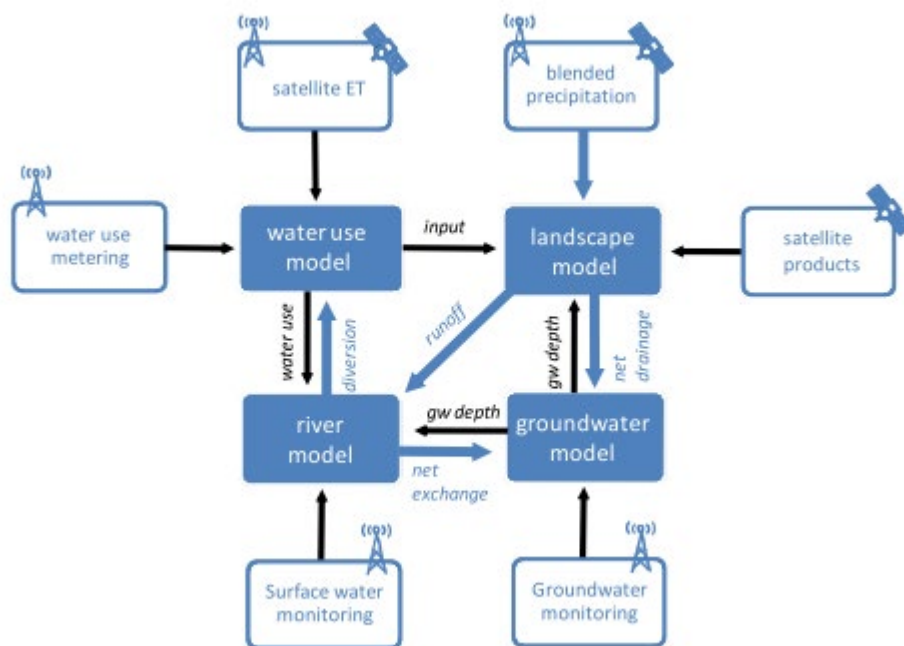 satellite ET
blended
precipitation
water use
metering
water use
model
input
landscape
model
satellite
products
water use
diversion
runoff
gw depth
net
drainage
river
model
gw depth
groundwater
model
net
exchange
Surface water
monitoring
Groundwater
monitoring